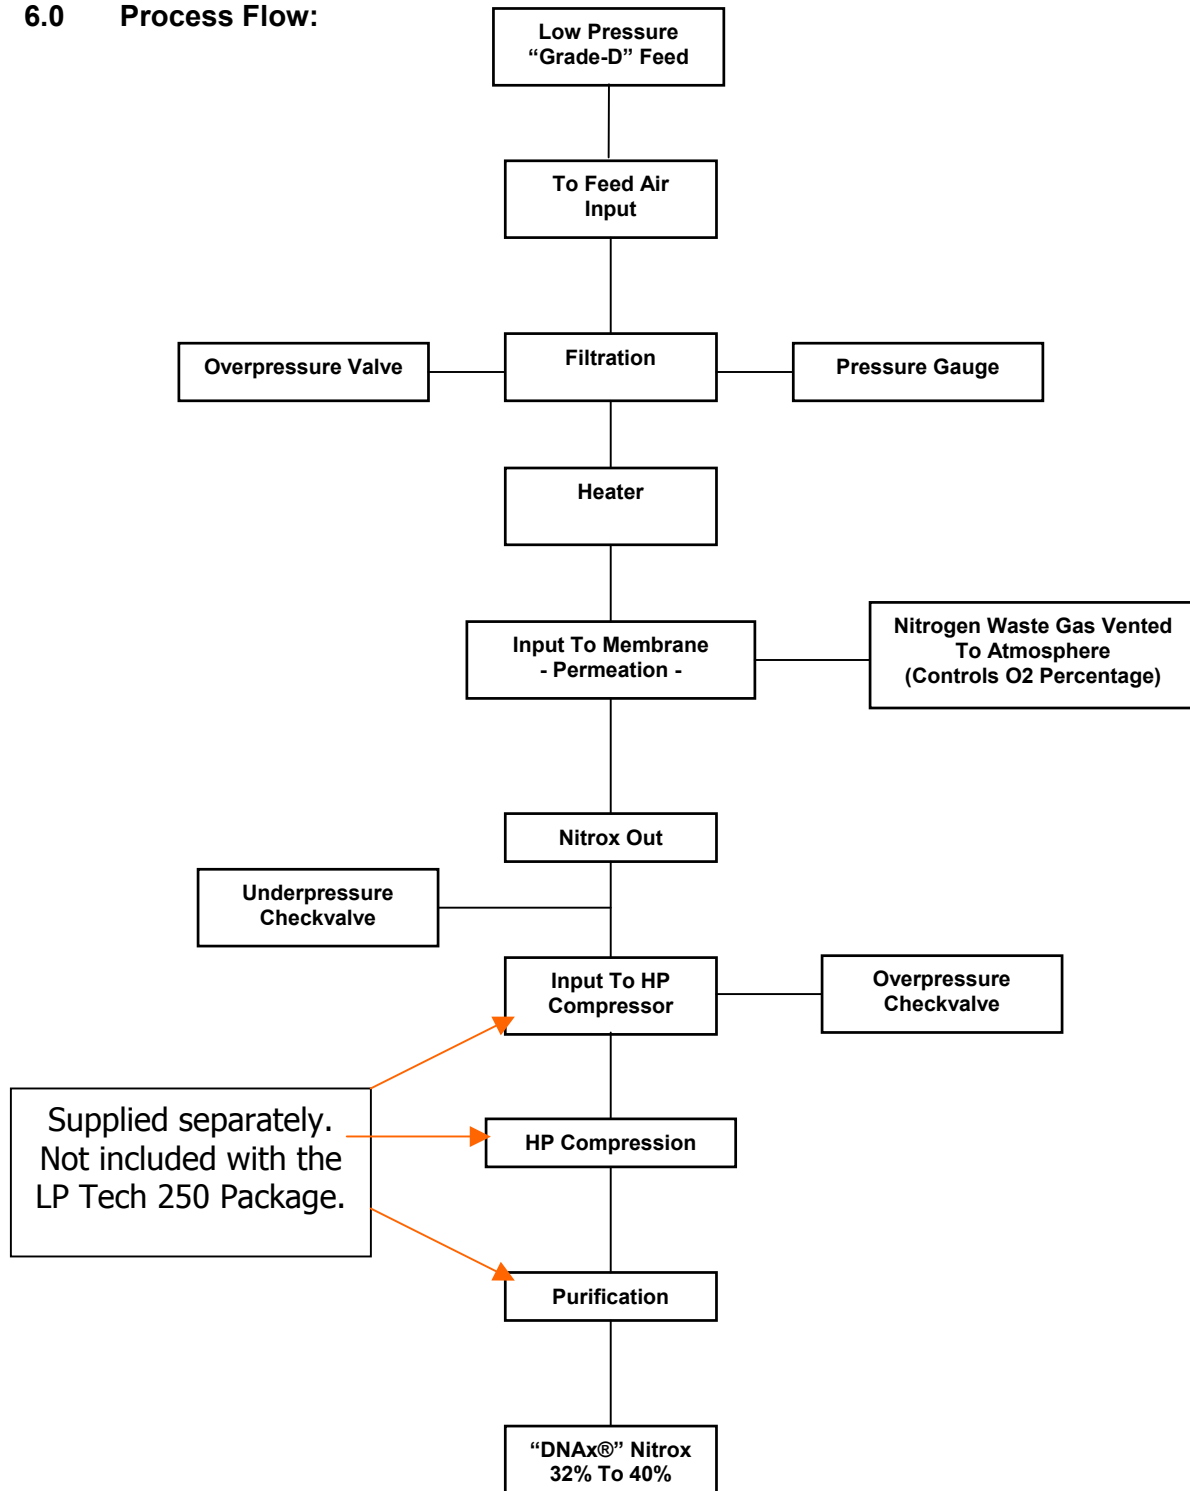 6.0 Process Flow:
Low Pressure
“Grade-D” Feed
To Feed Air
Input
Overpressure Valve
Filtration
Pressure Gauge
Heater
Input To Membrane
- Permeation -
Nitrogen Waste Gas Vented
To Atmosphere
(Controls O2 Percentage)
Nitrox Out
Underpressure
Checkvalve
Input To HP
Compressor
Overpressure
Checkvalve
Supplied separately.
Not included with the
LP Tech 250 Package.
HP Compression
Purification
“DNAx®” Nitrox
32% To 40%